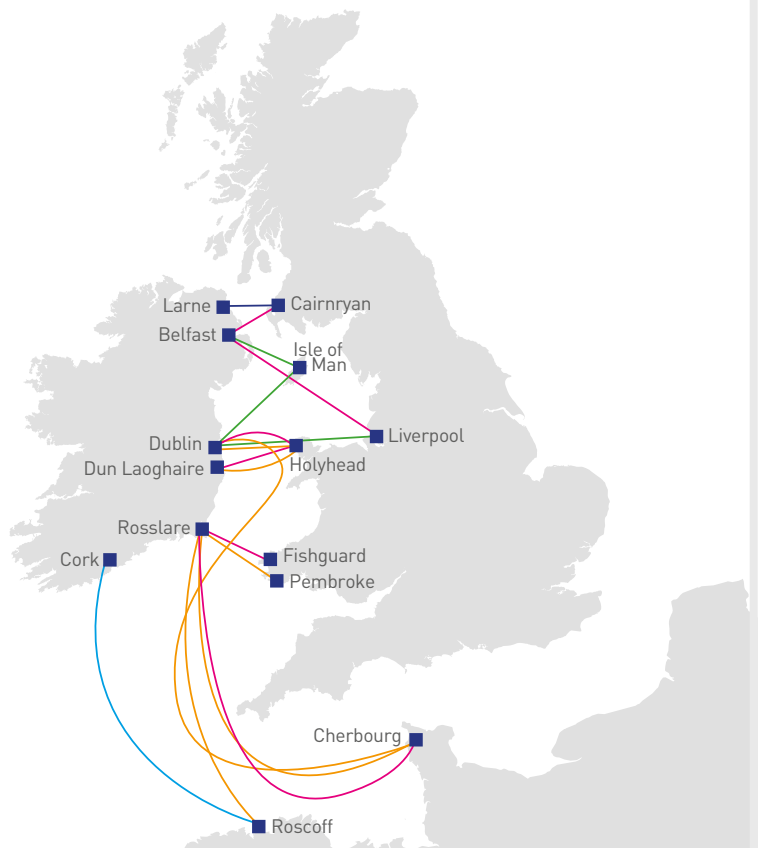 Larne
Cairnryan
Belfast
Isle of
Man
Dublin
Liverpool
Dun Laoghaire
Holyhead
Rosslare
Cork
Fishguard
Pembroke
Cherbourg
Roscoff